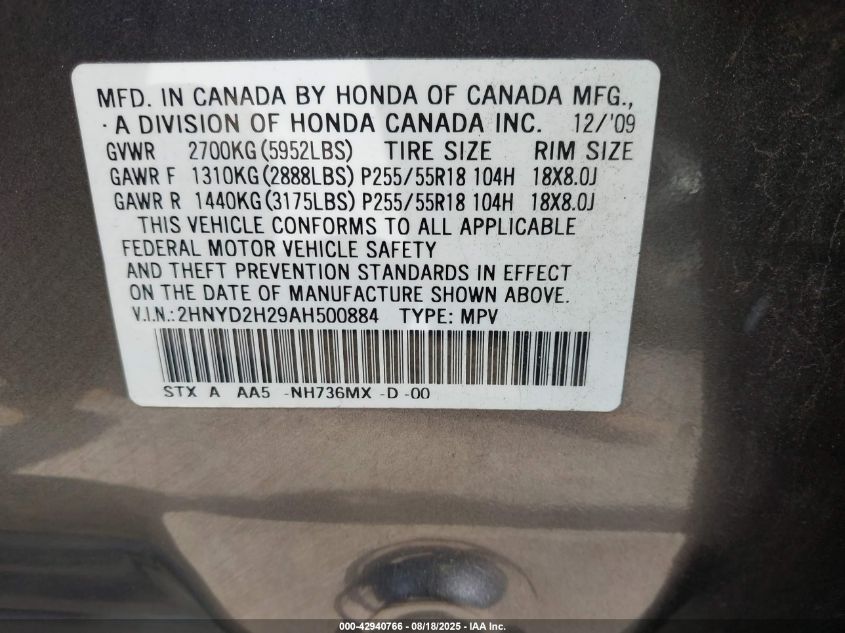 MFD. IN CANADA BY HONDA OF CANADA MFG.,
A DIVISION OF HONDA CANADA INC. 12/'09
GVWR 2700KG(5952LBS) TIRE SIZE RIM SIZE
GAWR F 1310KG(2888LBS) P255/55R18 104H 18X8.0J
GAWR R 1440KG(3175LBS) P255/55R18 104H 18X8.0J
THIS VEHICLE CONFORMS TO ALL APPLICABLE
FEDERAL MOTOR VEHICLE SAFETY
AND THEFT PREVENTION STANDARDS IN EFFECT
ON THE DATE OF MANUFACTURE SHOWN ABOVE.
V.I.N.:2HNYD2H29AH500884 TYPE: MPV
STX A AA5 -NH736MX -D -00
000-42940766 - 08/18/2025 - IAA Inc.